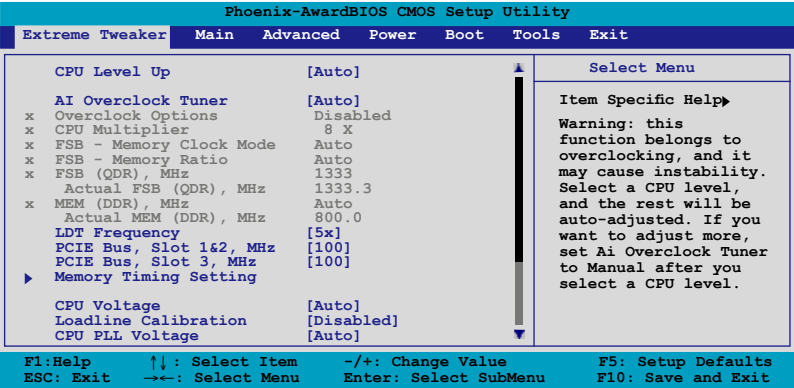 Phoenix-AwardBIOS CMOS Setup Utility
Extreme Tweaker Main Advanced Power Boot Tools Exit
CPU Level Up [Auto]
AI Overclock Tuner [Auto]
x Overclock Options Disabled
x CPU Multiplier 8 X
x FSB - Memory Clock Mode Auto
x FSB - Memory Ratio Auto
x FSB (QDR), MHz 1333
Actual FSB (QDR), MHz 1333.3
x MEM (DDR), MHz Auto
Actual MEM (DDR), MHz 800.0
LDT Frequency [5x]
PCIE Bus, Slot 1&2, MHz [100]
PCIE Bus, Slot 3, MHz [100]
Memory Timing Setting
CPU Voltage [Auto]
Loadline Calibration [Disabled]
CPU PLL Voltage [Auto]
Select Menu
Item Specific Help
Warning: this
function belongs to
overclocking, and it
may cause instability.
Select a CPU level,
and the rest will be
auto-adjusted. If you
want to adjust more,
set Ai Overclock Tuner
to Manual after you
select a CPU level.
F1:Help ↑↓ : Select Item -/+: Change Value F5: Setup Defaults
ESC: Exit →←: Select Menu Enter: Select SubMenu F10: Save and Exit